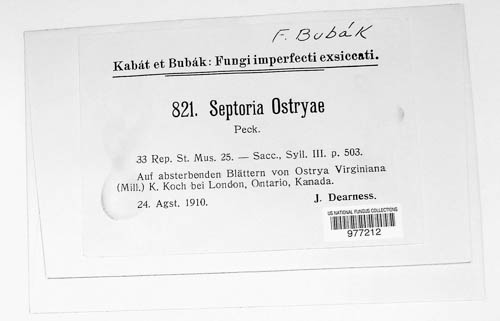 F. Bubák
Kabát et Bubák: Fungi imperfecti exsiccati.
821. Septoria Ostryae
Peck.
33 Rep. St. Mus. 25. — Sacc., Syll. III. p. 503.
Auf absterbenden Blättern von Ostrya Virginiana
(Mill.) K. Koch bei London, Ontario, Kanada.
24. Agst. 1910. J. Dearness.
US NATIONAL FUNGUS COLLECTIONS
977212